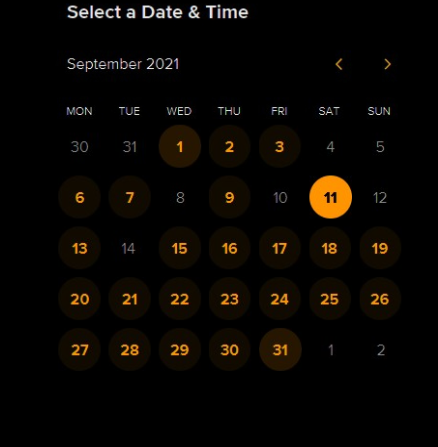 Select a Date & Time
September 2021 < >
MON TUE WED THU FRI SAT SUN
30 31 1 2 3 4 5
6 7 8 9 10 11 12
13 14 15 16 17 18 19
20 21 22 23 24 25 26
27 28 29 30 31 1 2